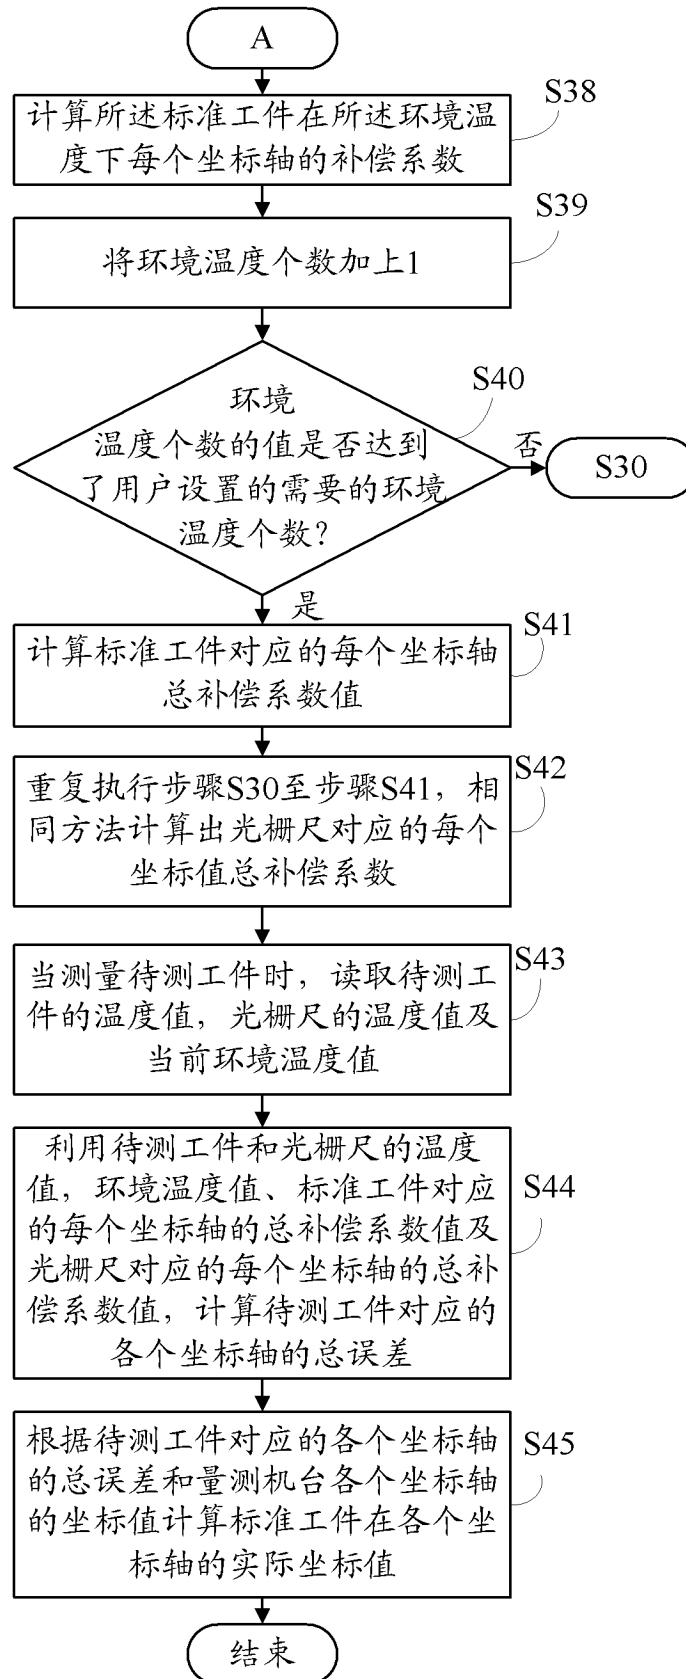 A
计算所述标准工件在所述环境温
度下每个坐标轴的补偿系数
S38
将环境温度个数加上1
S39
环境
温度个数的值是否达到
了用户设置的需要的环境
温度个数?
S40
否
S30
是
计算标准工件对应的每个坐标轴
总补偿系数值
S41
重复执行步骤S30至步骤S41，相
同方法计算出光栅尺对应的每个
坐标值总补偿系数
S42
当测量待测工件时，读取待测工
件的温度值，光栅尺的温度值及
当前环境温度值
S43
利用待测工件和光栅尺的温度
值，环境温度值、标准工件对应
的每个坐标轴的总补偿系数值及
光栅尺对应的每个坐标轴的总补
偿系数值，计算待测工件对应的
各个坐标轴的总误差
S44
根据待测工件对应的各个坐标轴
的总误差和量测机台各个坐标轴
的坐标值计算标准工件在各个坐
标轴的实际坐标值
S45
结束